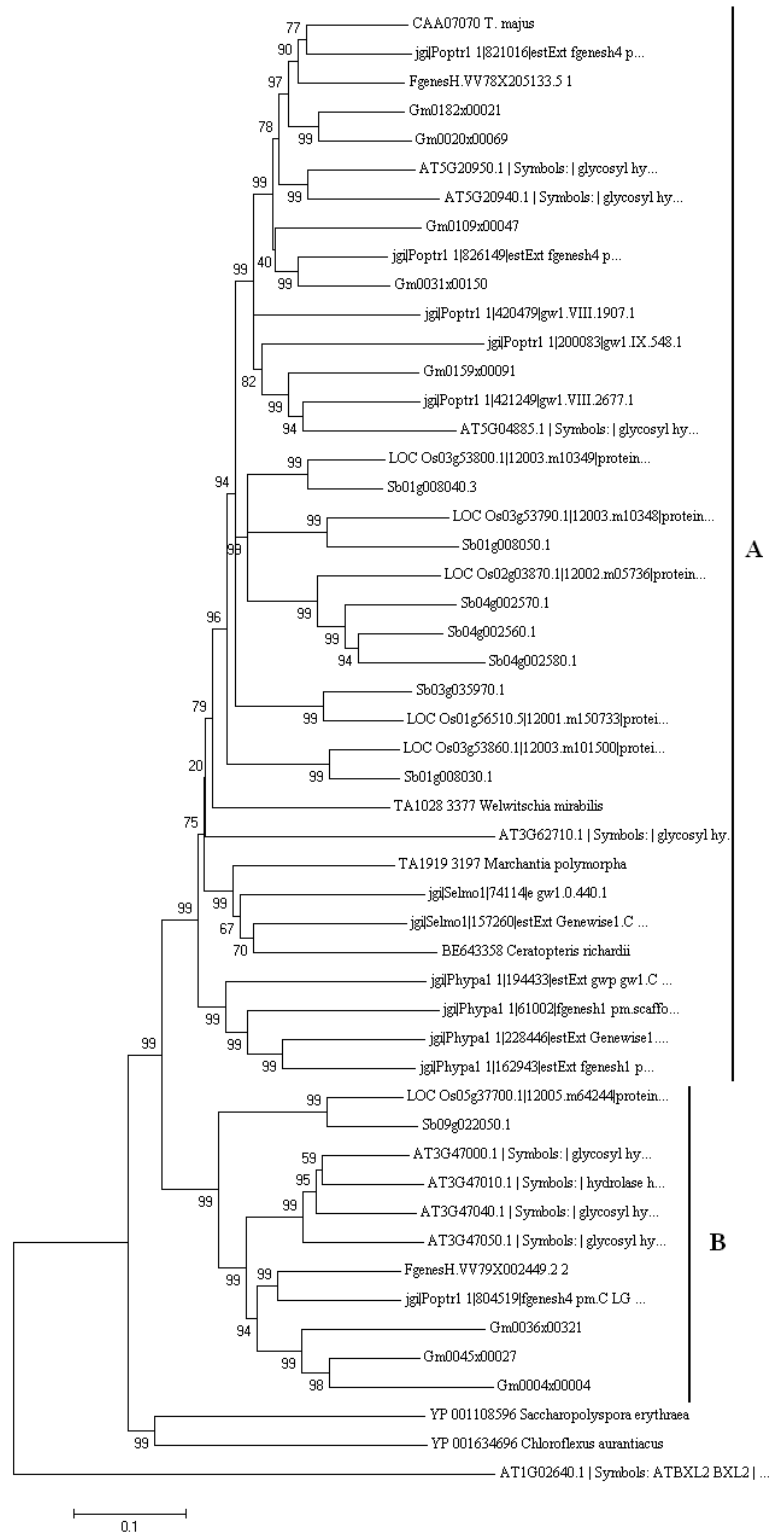 77
CAA07070 T. majus
90
jgi|Poptr1 1|821016|estExt fgenesh4 p...
97
FgenesH.VV78X205133.5 1
Gm0182x00021
78
99
Gm0020x00069
AT5G20950.1 | Symbols: | glycosyl hy...
99
99
AT5G20940.1 | Symbols: | glycosyl hy...
Gm0109x00047
40
jgi|Poptr1 1|826149|estExt fgenesh4 p...
99
99
Gm0031x00150
jgi|Poptr1 1|420479|gw1.VIII.1907.1
jgi|Poptr1 1|200083|gw1.IX.548.1
82
Gm0159x00091
99
jgi|Poptr1 1|421249|gw1.VIII.2677.1
94
AT5G04885.1 | Symbols: | glycosyl hy...
99
LOC Os03g53800.1|12003.m10349|protein...
94
Sb01g008040.3
99
LOC Os03g53790.1|12003.m10348|protein...
99
Sb01g008050.1
A
LOC Os02g03870.1|12002.m05736|protein...
99
Sb04g002570.1
96
99
Sb04g002560.1
94
Sb04g002580.1
79
Sb03g035970.1
99
LOC Os01g56510.5|12001.m150733|protei...
20
LOC Os03g53860.1|12003.m101500|protei...
99
Sb01g008030.1
TA1028 3377 Welwitschia mirabilis
75
AT3G62710.1 | Symbols: | glycosyl hy.
TA1919 3197 Marchantia polymorpha
99
99
jgi|Selmo1|74114|e gw1.0.440.1
67
jgi|Selmo1|157260|estExt Genewise1.C ...
70
BE643358 Ceratopteris richardii
jgi|Phypa1 1|194433|estExt gwp gw1.C ...
99
jgi|Phypa1 1|61002|fgenesh1 pm.scaffo...
99
99
jgi|Phypa1 1|228446|estExt Genewise1....
99
jgi|Phypa1 1|162943|estExt fgenesh1 p...
99
LOC Os05g37700.1|12005.m64244|protein...
Sb09g022050.1
59
AT3G47000.1 | Symbols: | glycosyl hy...
95
AT3G47010.1 | Symbols: | hydrolase h...
99
99
AT3G47040.1 | Symbols: | glycosyl hy...
B
AT3G47050.1 | Symbols: | glycosyl hy...
99
99
FgenesH.VV79X002449.2 2
jgi|Poptr1 1|804519|fgenesh4 pm.C LG ...
94
Gm0036x00321
99
Gm0045x00027
98
Gm0004x00004
YP 001108596 Saccharopolyspora erythraea
99
YP 001634696 Chloroflexus aurantiacus
AT1G02640.1 | Symbols: ATBXL2 BXL2 | ...
0.1